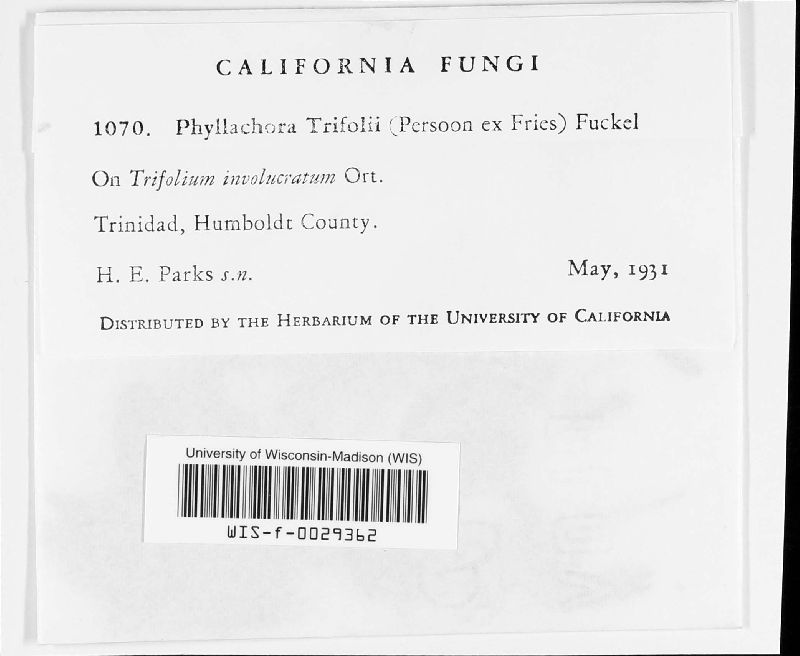 CALIFORNIA FUNGI
1070. Phyllachora Trifolii (Persoon ex Fries) Fuckel
On Trifolium involucratum Ort.
Trinidad, Humboldt County.
H. E. Parks s.n. May, 1931
DISTRIBUTED BY THE HERBARIUM OF THE UNIVERSITY OF CALIFORNIA
University of Wisconsin-Madison (WIS)
WIS-f-0029362